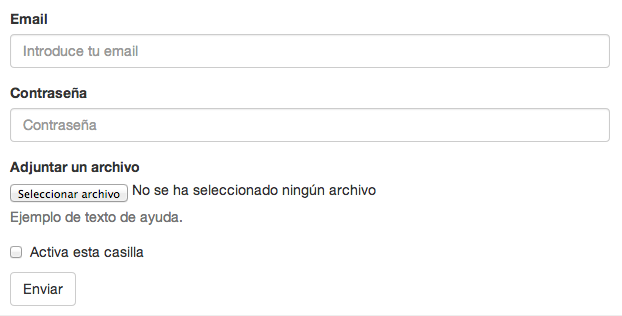 Email
Introduce tu email
Contraseña
Contraseña
Adjuntar un archivo
Seleccionar archivo No se ha seleccionado ningún archivo
Ejemplo de texto de ayuda.
Activa esta casilla
Enviar